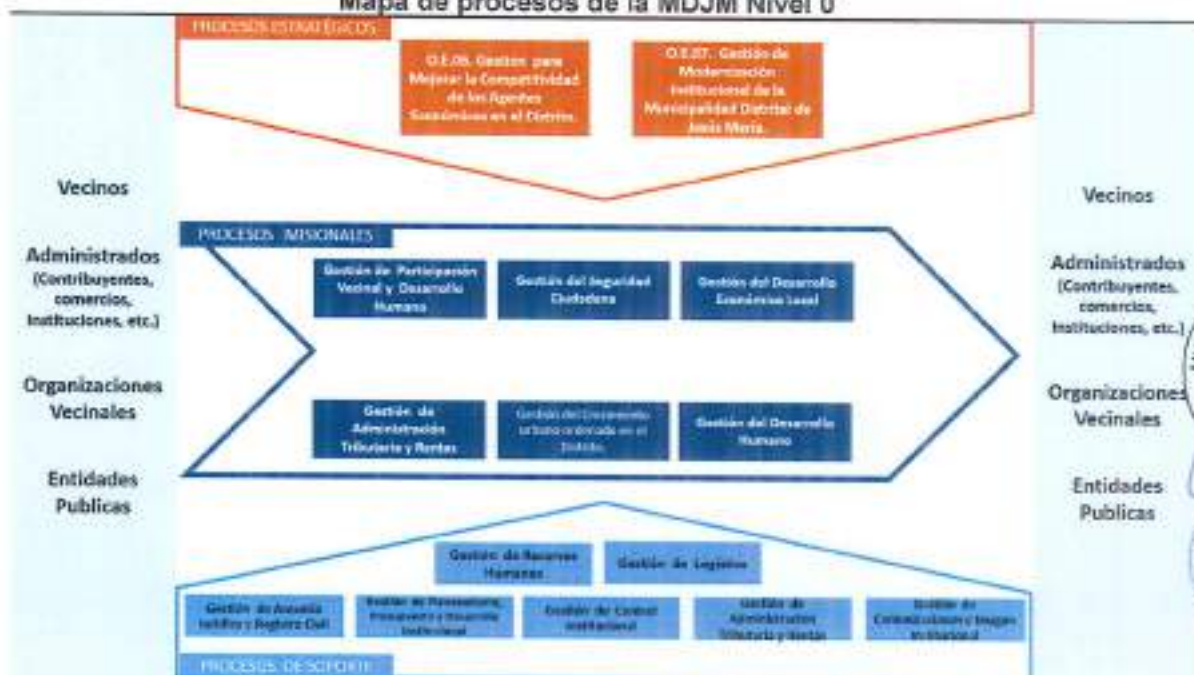 Mapa de procesos de la MDJM Nivel 0
PROCESOS ESTRATÉGICOS
O.E.06. Gestión para
Mejorar la Competitividad
de los Agentes
Económicos en el Distrito.
O.E.07. Gestión de
Modernización
Institucional de la
Municipalidad Distrital de
Jesús María.
Vecinos
Administrados
(Contribuyentes,
comercios,
Instituciones, etc.)
Organizaciones
Vecinales
Entidades
Publicas
PROCESOS MISIONALES
Gestión de Participación
Vecinal y Desarrollo
Humano
Gestión del Seguridad
Ciudadana
Gestión del Desarrollo
Económico Local
Gestión de
Administración
Tributaria y Rentas
Gestión del Crecimiento
urbano ordenado en el
Distrito.
Gestión del Desarrollo
Humano
Vecinos
Administrados
(Contribuyentes,
comercios,
Instituciones, etc.)
Organizaciones
Vecinales
Entidades
Publicas
Gestión de Recursos
Humanos
Gestión de Logística
Gestión de Asesoría
Jurídica y Registro Civil
Gestión de Planeamiento,
Presupuesto y Desarrollo
Institucional
Gestión de Control
Institucional
Gestión de
Administración
Tributaria y Rentas
Gestión de
Comunicaciones e Imagen
Institucional
PROCESOS DE SOPORTE